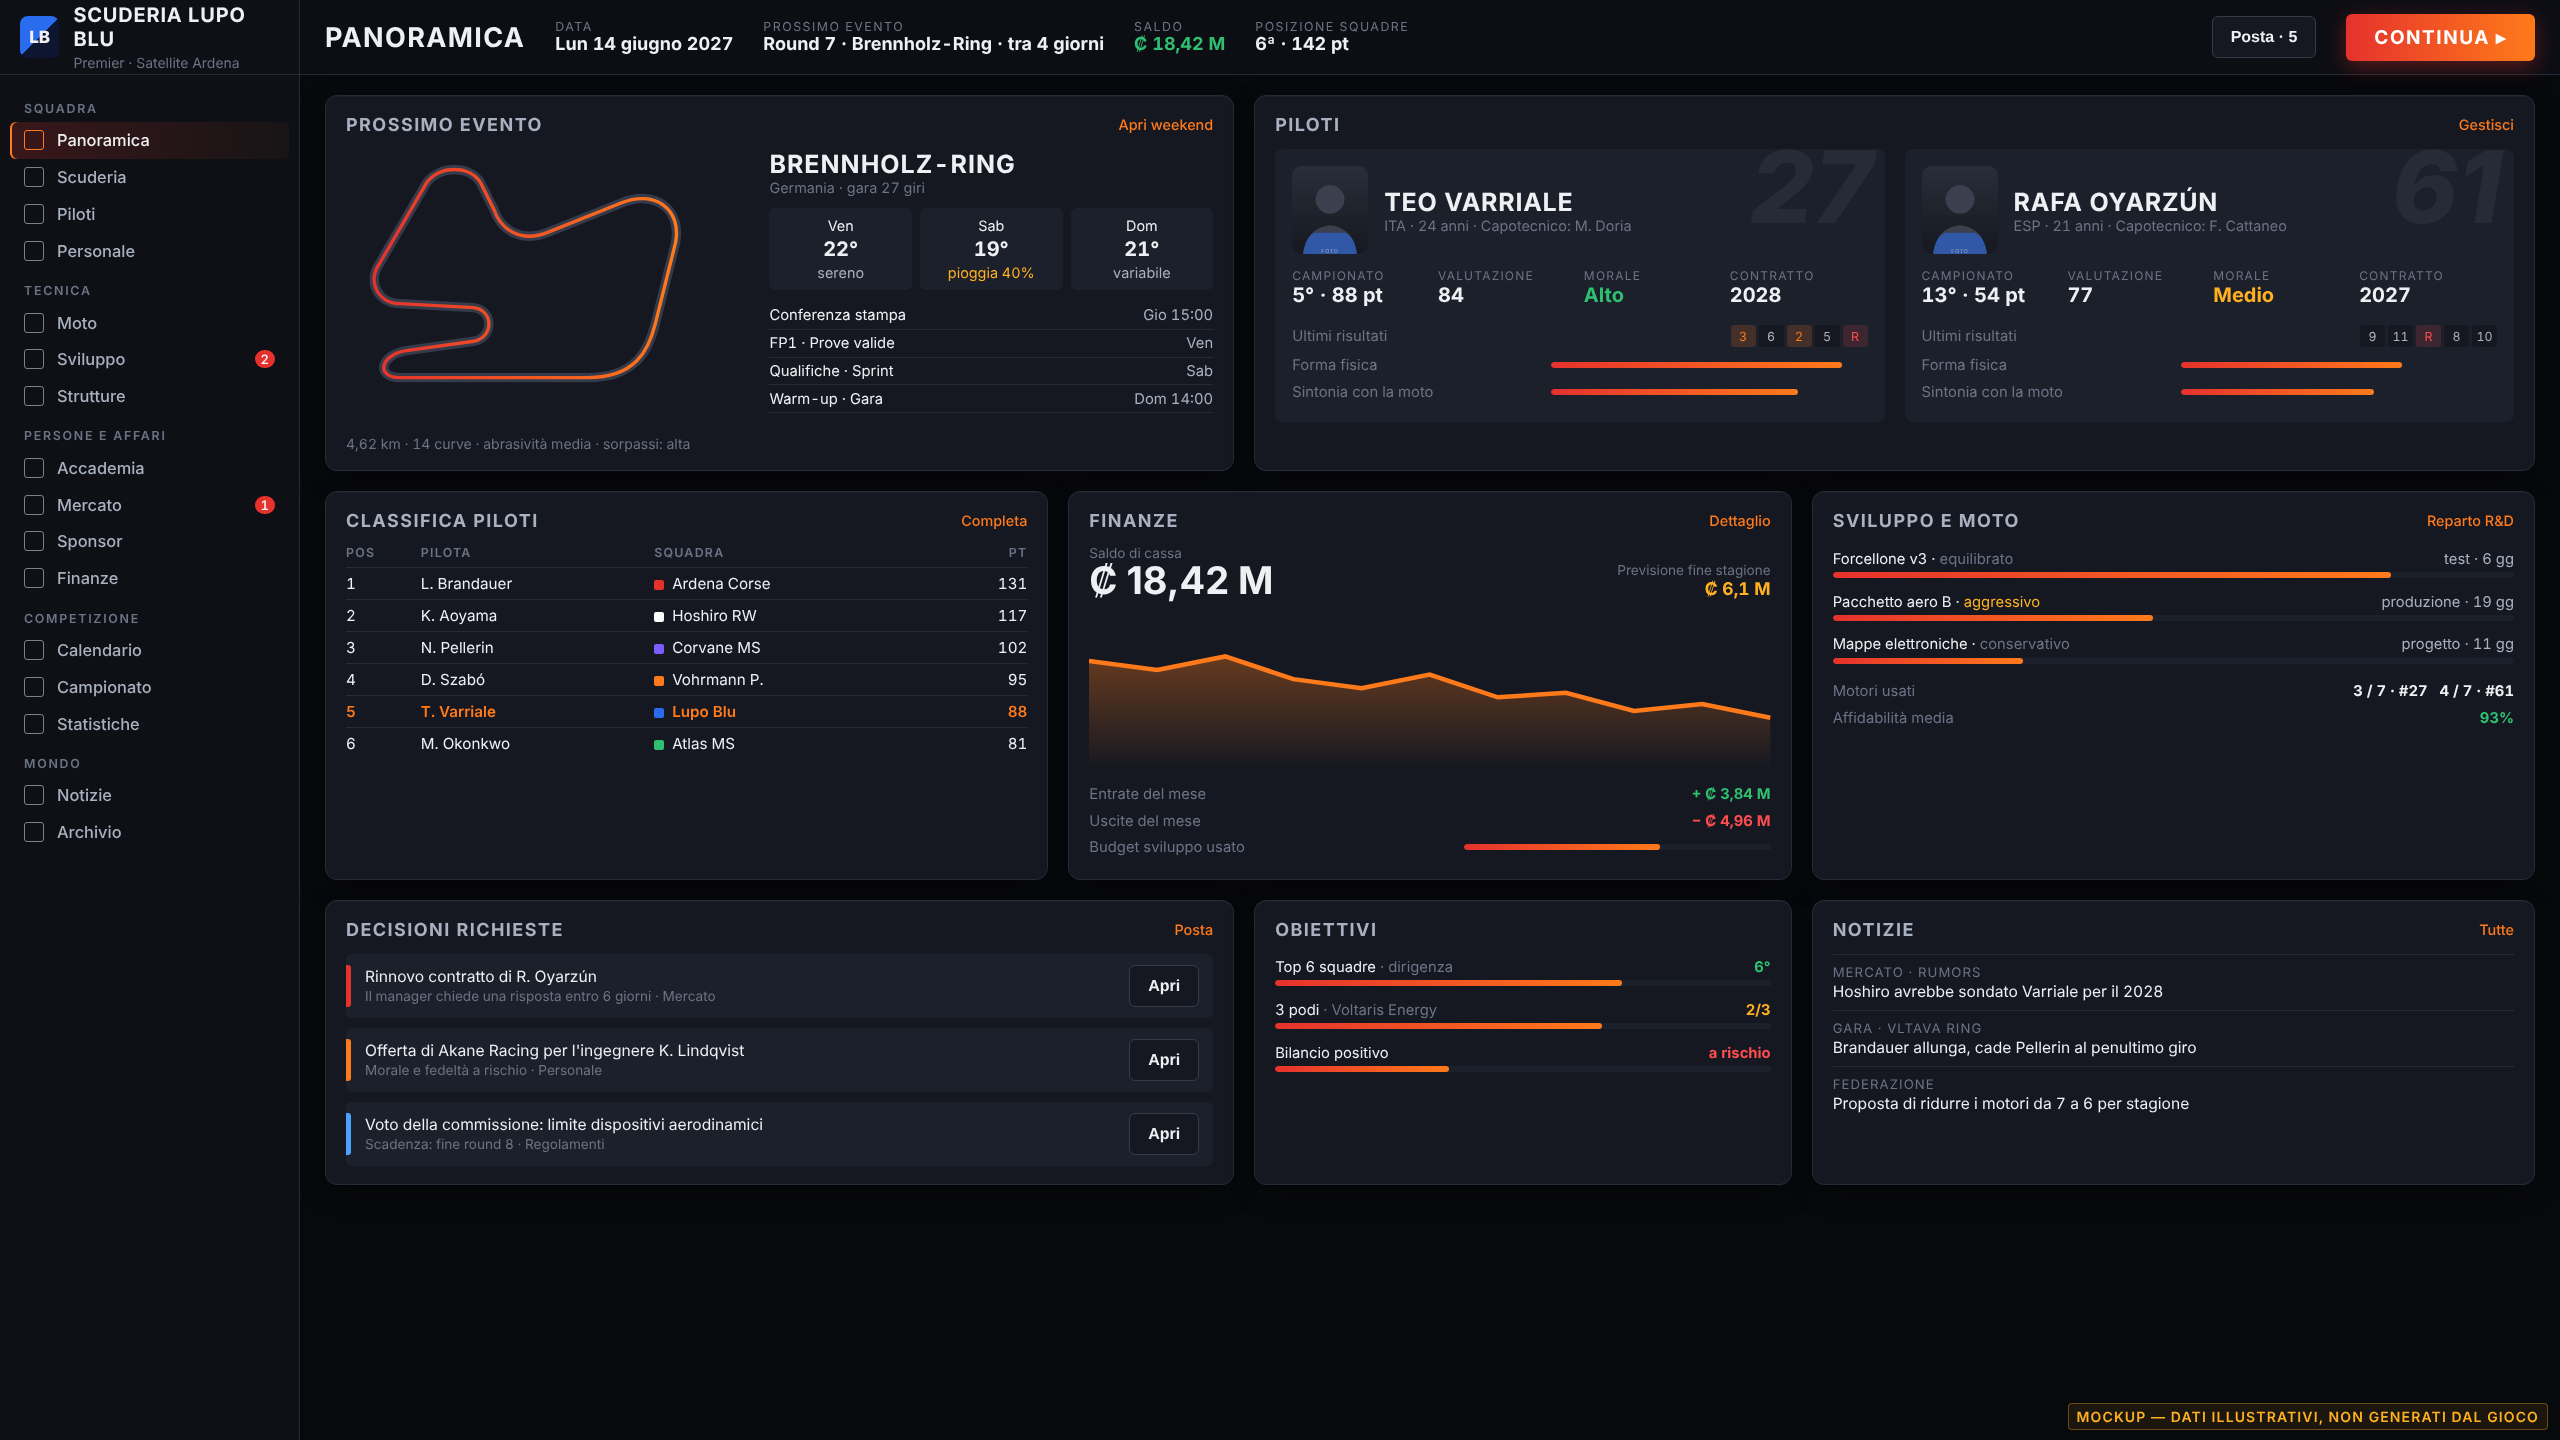 LB
SCUDERIA LUPO
BLU
Premier · Satellite Ardena
PANORAMICA
DATA
Lun 14 giugno 2027
PROSSIMO EVENTO
Round 7 · Brennholz-Ring · tra 4 giorni
SALDO
₡ 18,42 M
POSIZIONE SQUADRE
6ª · 142 pt
Posta · 5
CONTINUA ▸
SQUADRA
Panoramica
Scuderia
Piloti
Personale
TECNICA
Moto
Sviluppo 2
Strutture
PERSONE E AFFARI
Accademia
Mercato 1
Sponsor
Finanze
COMPETIZIONE
Calendario
Campionato
Statistiche
MONDO
Notizie
Archivio
PROSSIMO EVENTO Apri weekend
BRENNHOLZ-RING
Germania · gara 27 giri
Ven Sab Dom
22° 19° 21°
sereno pioggia 40% variabile
Conferenza stampa Gio 15:00
FP1 · Prove valide Ven
Qualifiche · Sprint Sab
Warm-up · Gara Dom 14:00
4,62 km · 14 curve · abrasività media · sorpassi: alta
PILOTI Gestisci
27
TEO VARRIALE
ITA · 24 anni · Capotecnico: M. Doria
FOTO
CAMPIONATO VALUTAZIONE MORALE CONTRATTO
5° · 88 pt 84 Alto 2028
Ultimi risultati 3 6 2 5 R
Forma fisica
Sintonia con la moto
61
RAFA OYARZÚN
ESP · 21 anni · Capotecnico: F. Cattaneo
FOTO
CAMPIONATO VALUTAZIONE MORALE CONTRATTO
13° · 54 pt 77 Medio 2027
Ultimi risultati 9 11 R 8 10
Forma fisica
Sintonia con la moto
CLASSIFICA PILOTI Completa
POS PILOTA SQUADRA PT
1 L. Brandauer Ardena Corse 131
2 K. Aoyama Hoshiro RW 117
3 N. Pellerin Corvane MS 102
4 D. Szabó Vohrmann P. 95
5 T. Varriale Lupo Blu 88
6 M. Okonkwo Atlas MS 81
FINANZE Dettaglio
Saldo di cassa
₡ 18,42 M
Previsione fine stagione
₡ 6,1 M
Entrate del mese + ₡ 3,84 M
Uscite del mese − ₡ 4,96 M
Budget sviluppo usato
SVILUPPO E MOTO Reparto R&D
Forcellone v3 · equilibrato test · 6 gg
Pacchetto aero B · aggressivo produzione · 19 gg
Mappe elettroniche · conservativo progetto · 11 gg
Motori usati 3 / 7 · #27 4 / 7 · #61
Affidabilità media 93%
DECISIONI RICHIESTE Posta
Rinnovo contratto di R. Oyarzún
Il manager chiede una risposta entro 6 giorni · Mercato
Apri
Offerta di Akane Racing per l'ingegnere K. Lindqvist
Morale e fedeltà a rischio · Personale
Apri
Voto della commissione: limite dispositivi aerodinamici
Scadenza: fine round 8 · Regolamenti
Apri
OBIETTIVI
Top 6 squadre · dirigenza 6°
3 podi · Voltaris Energy 2/3
Bilancio positivo a rischio
NOTIZIE Tutte
MERCATO · RUMORS
Hoshiro avrebbe sondato Varriale per il 2028
GARA · VLTAVA RING
Brandauer allunga, cade Pellerin al penultimo giro
FEDERAZIONE
Proposta di ridurre i motori da 7 a 6 per stagione
MOCKUP — DATI ILLUSTRATIVI, NON GENERATI DAL GIOCO